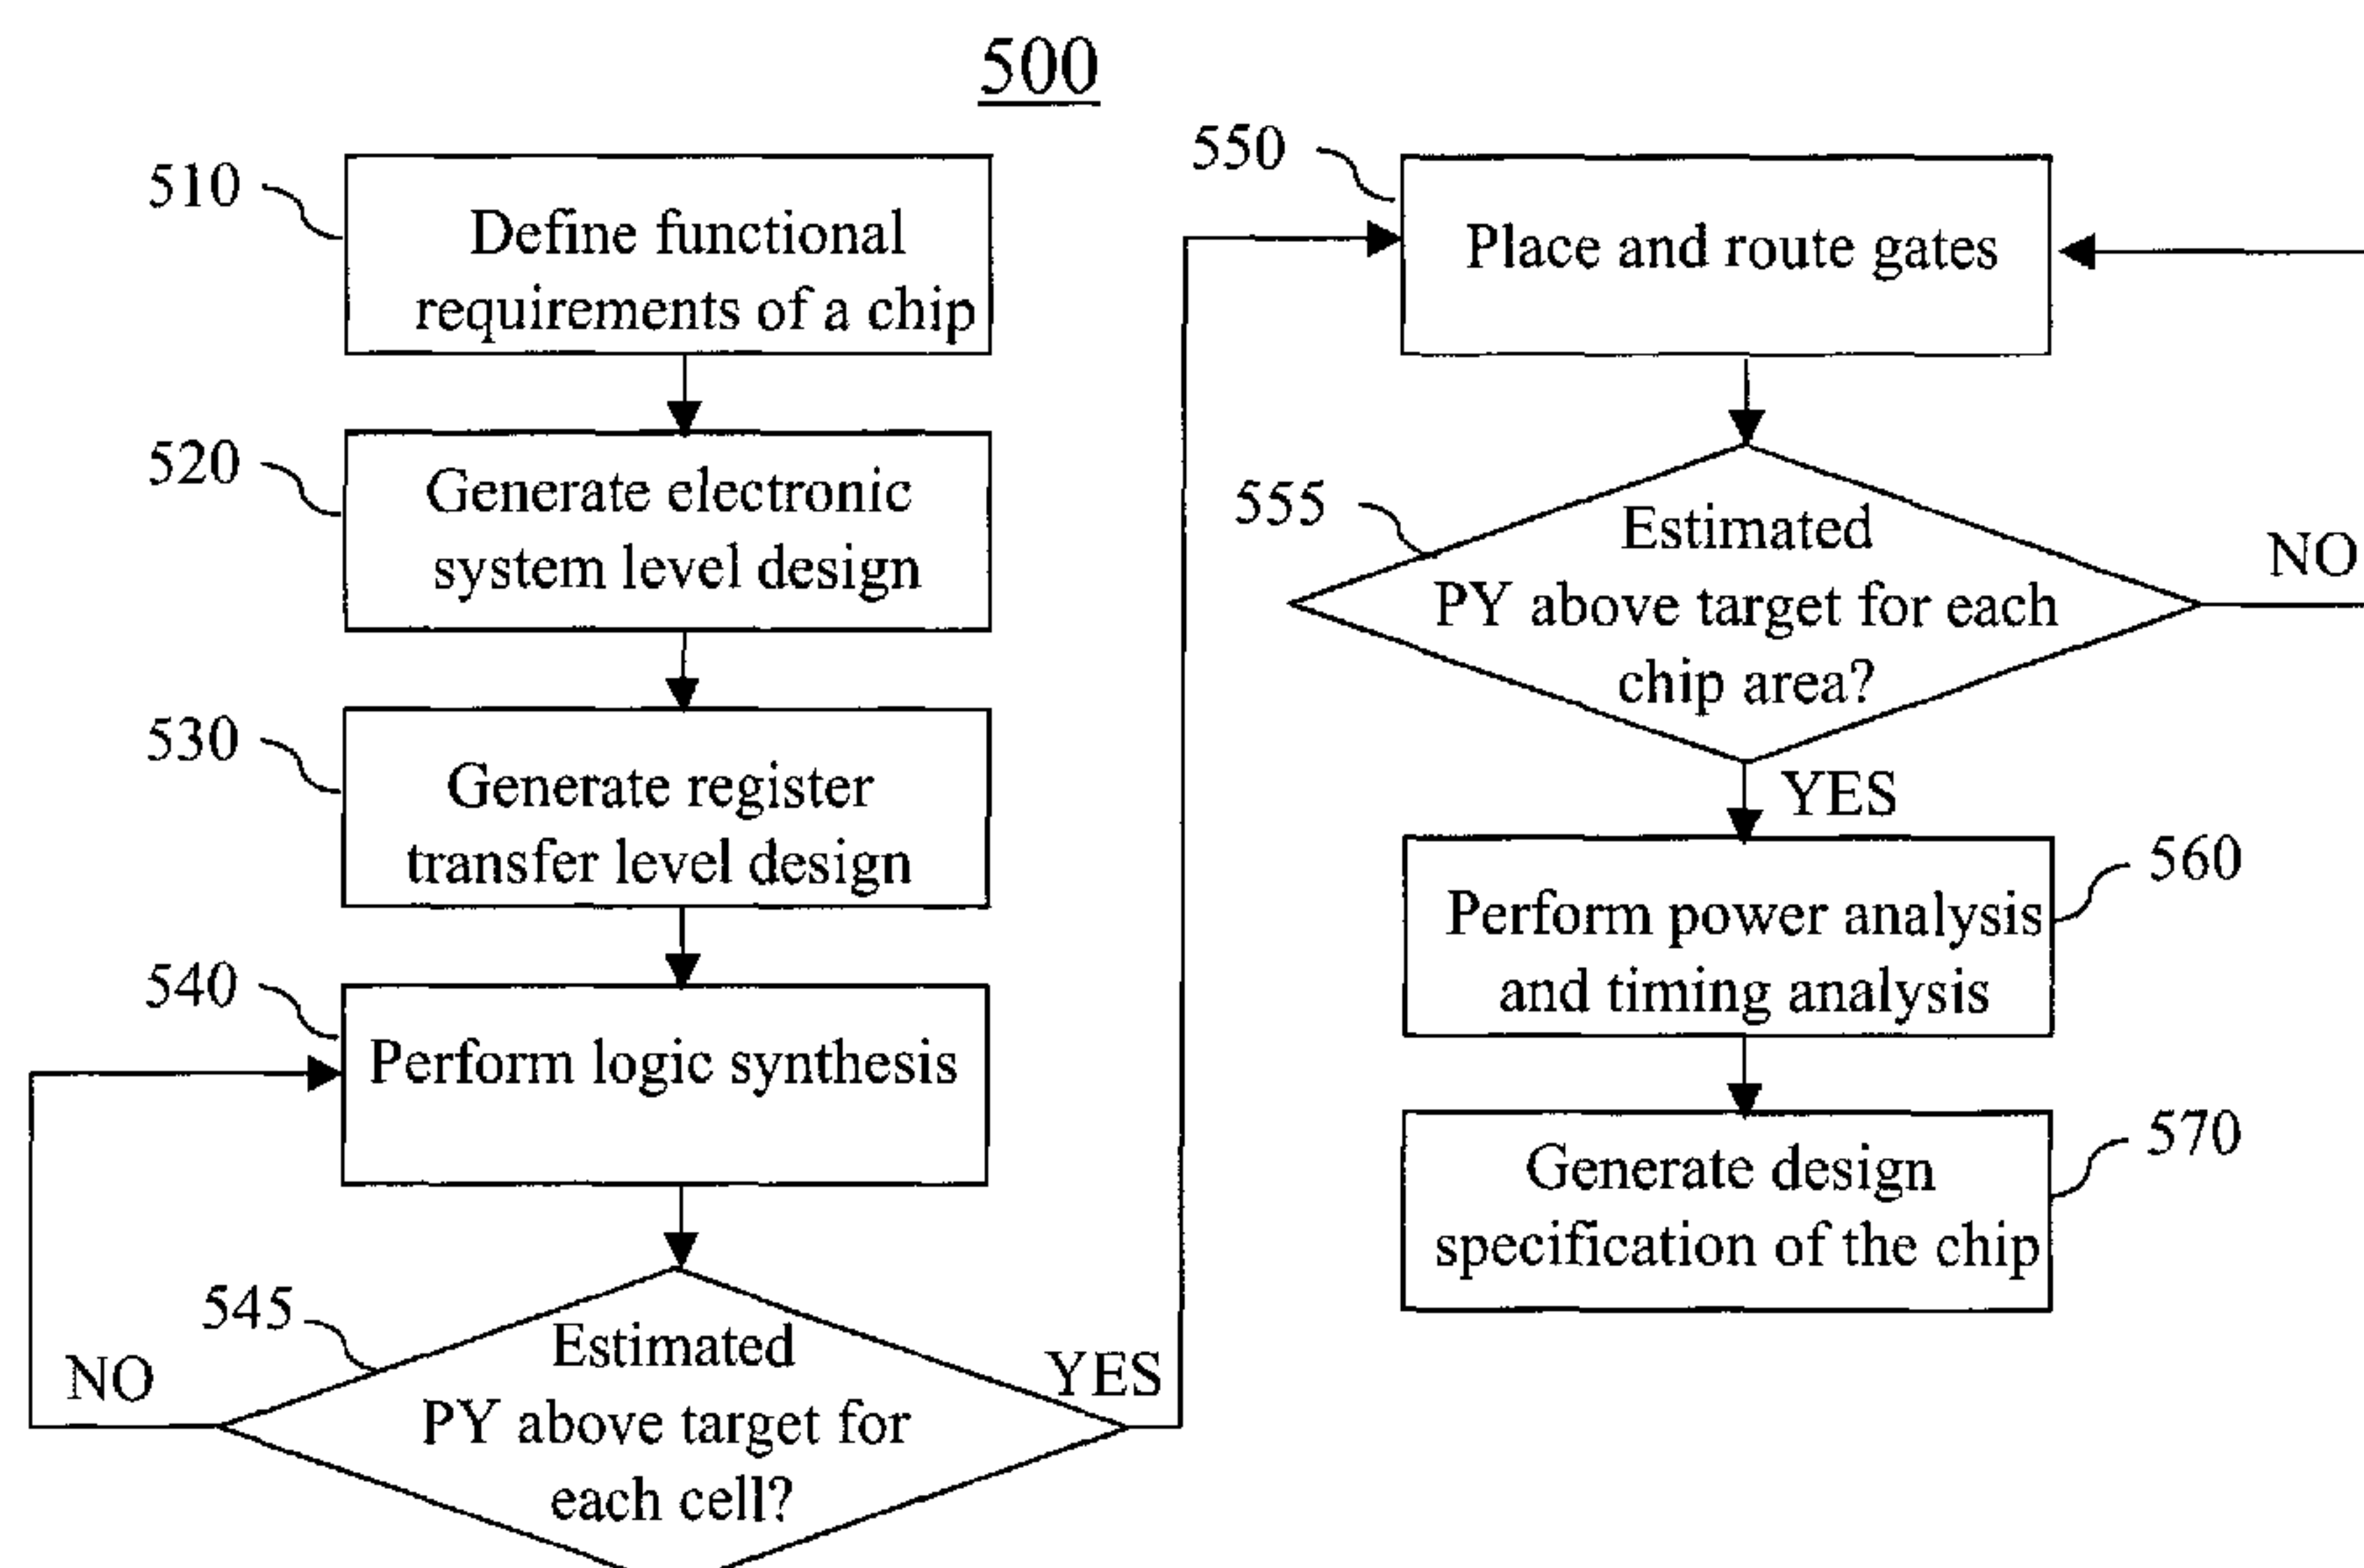 500
510
Define functional
requirements of a chip
520
Generate electronic
system level design
530
Generate register
transfer level design
540
Perform logic synthesis
545
Estimated
PY above target for
each cell?
NO
YES
550
Place and route gates
555
Estimated
PY above target for each
chip area?
NO
YES
560
Perform power analysis
and timing analysis
570
Generate design
specification of the chip